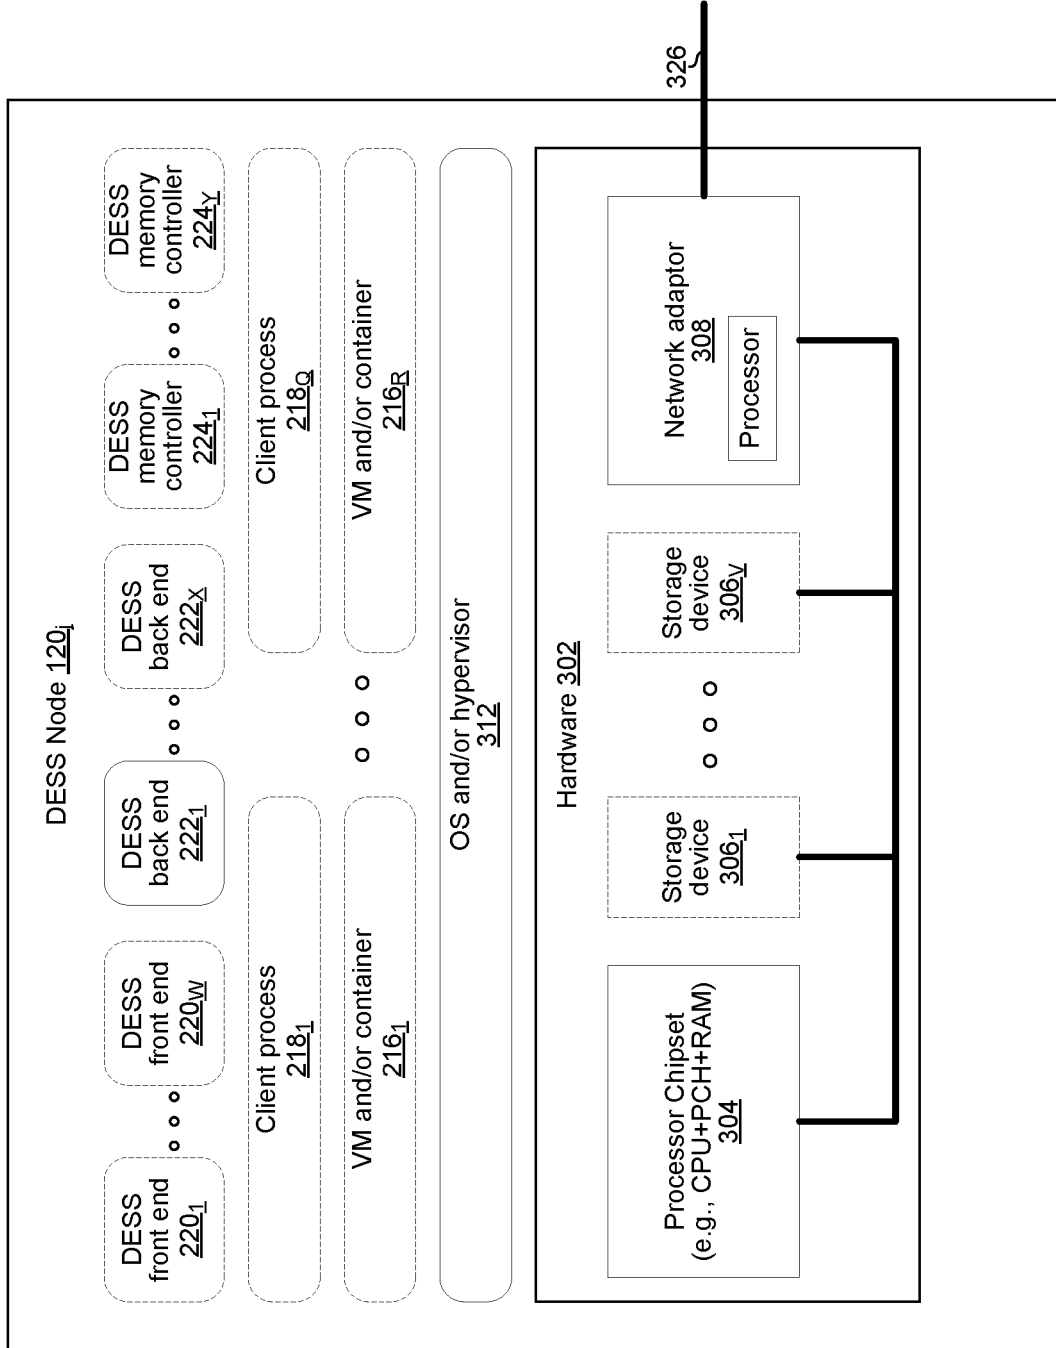 DESS Node 120j
DESS
front end
2201
DESS
front end
220W
DESS
back end
2221
DESS
back end
222X
DESS
memory
controller
2241
DESS
memory
controller
224Y
Client process
2181
Client process
218Q
VM and/or container
2161
VM and/or container
216R
OS and/or hypervisor
312
Hardware 302
Processor Chipset
(e.g., CPU+PCH+RAM)
304
Storage
device
3061
Storage
device
306V
Network adaptor
308
Processor
326